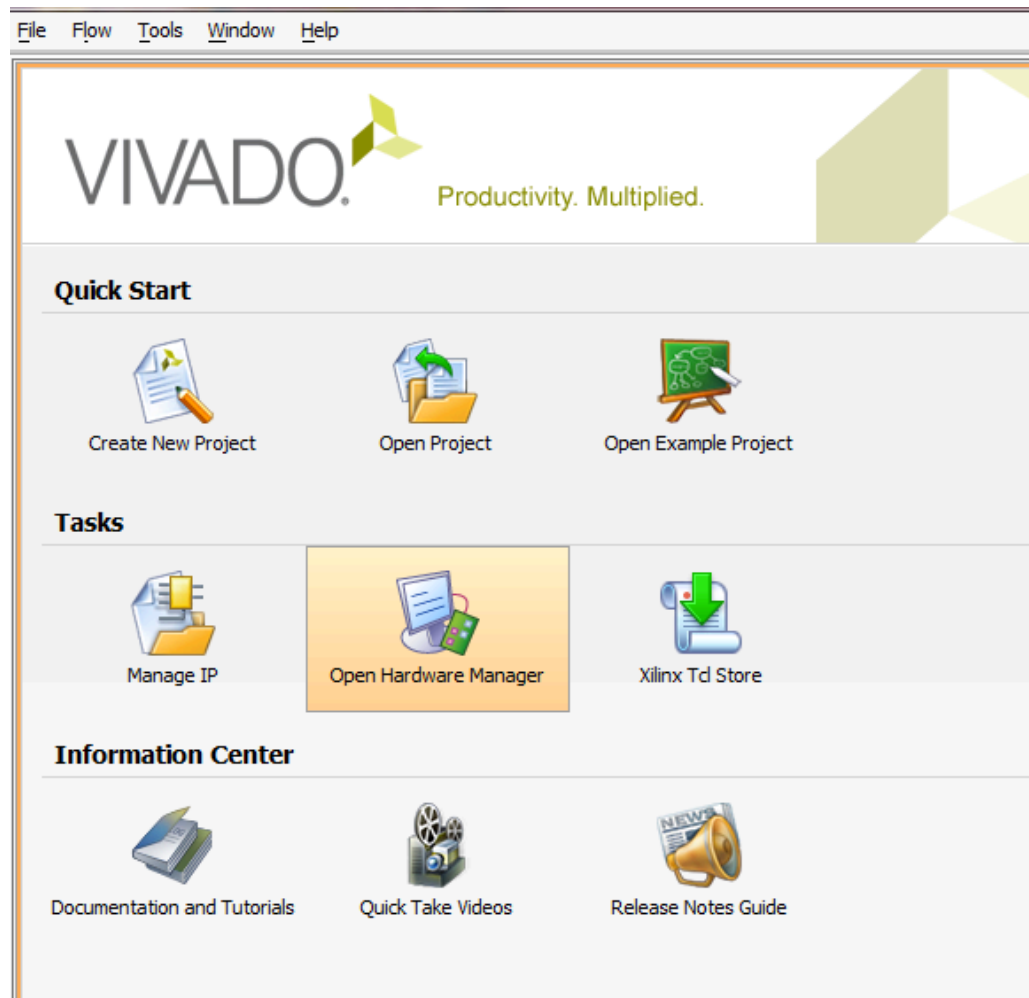 File Flow Tools Window Help
VIVADO.
Productivity. Multiplied.
Quick Start
Create New Project Open Project Open Example Project
Tasks
Manage IP Open Hardware Manager Xilinx Tcl Store
Information Center
NEWS
Documentation and Tutorials Quick Take Videos Release Notes Guide